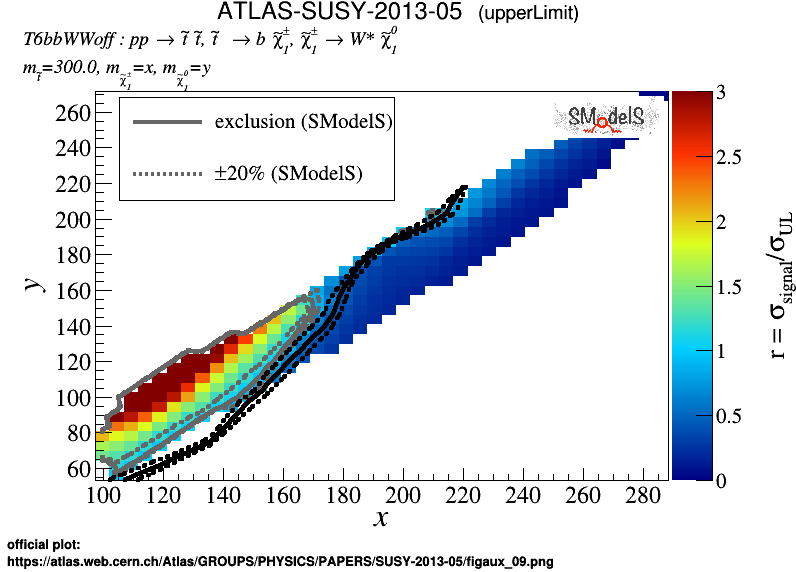 ATLAS-SUSY-2013-05 (upperLimit)
T6bbWWoff : pp → t̃ t̃, t̃ → b χ̃₁±, χ̃₁± → W* χ̃₁⁰
m_t̃=300.0, m_χ̃₁±=x, m_χ̃₁⁰=y
exclusion (SModelS)
±20% (SModelS)
SModelS
260
240
220
200
180
160
140
120
100
80
60
y
100 120 140 160 180 200 220 240 260 280
x
3
2.5
2
1.5
1
0.5
0
r = σ_signal/σ_UL
official plot:
https://atlas.web.cern.ch/Atlas/GROUPS/PHYSICS/PAPERS/SUSY-2013-05/figaux_09.png